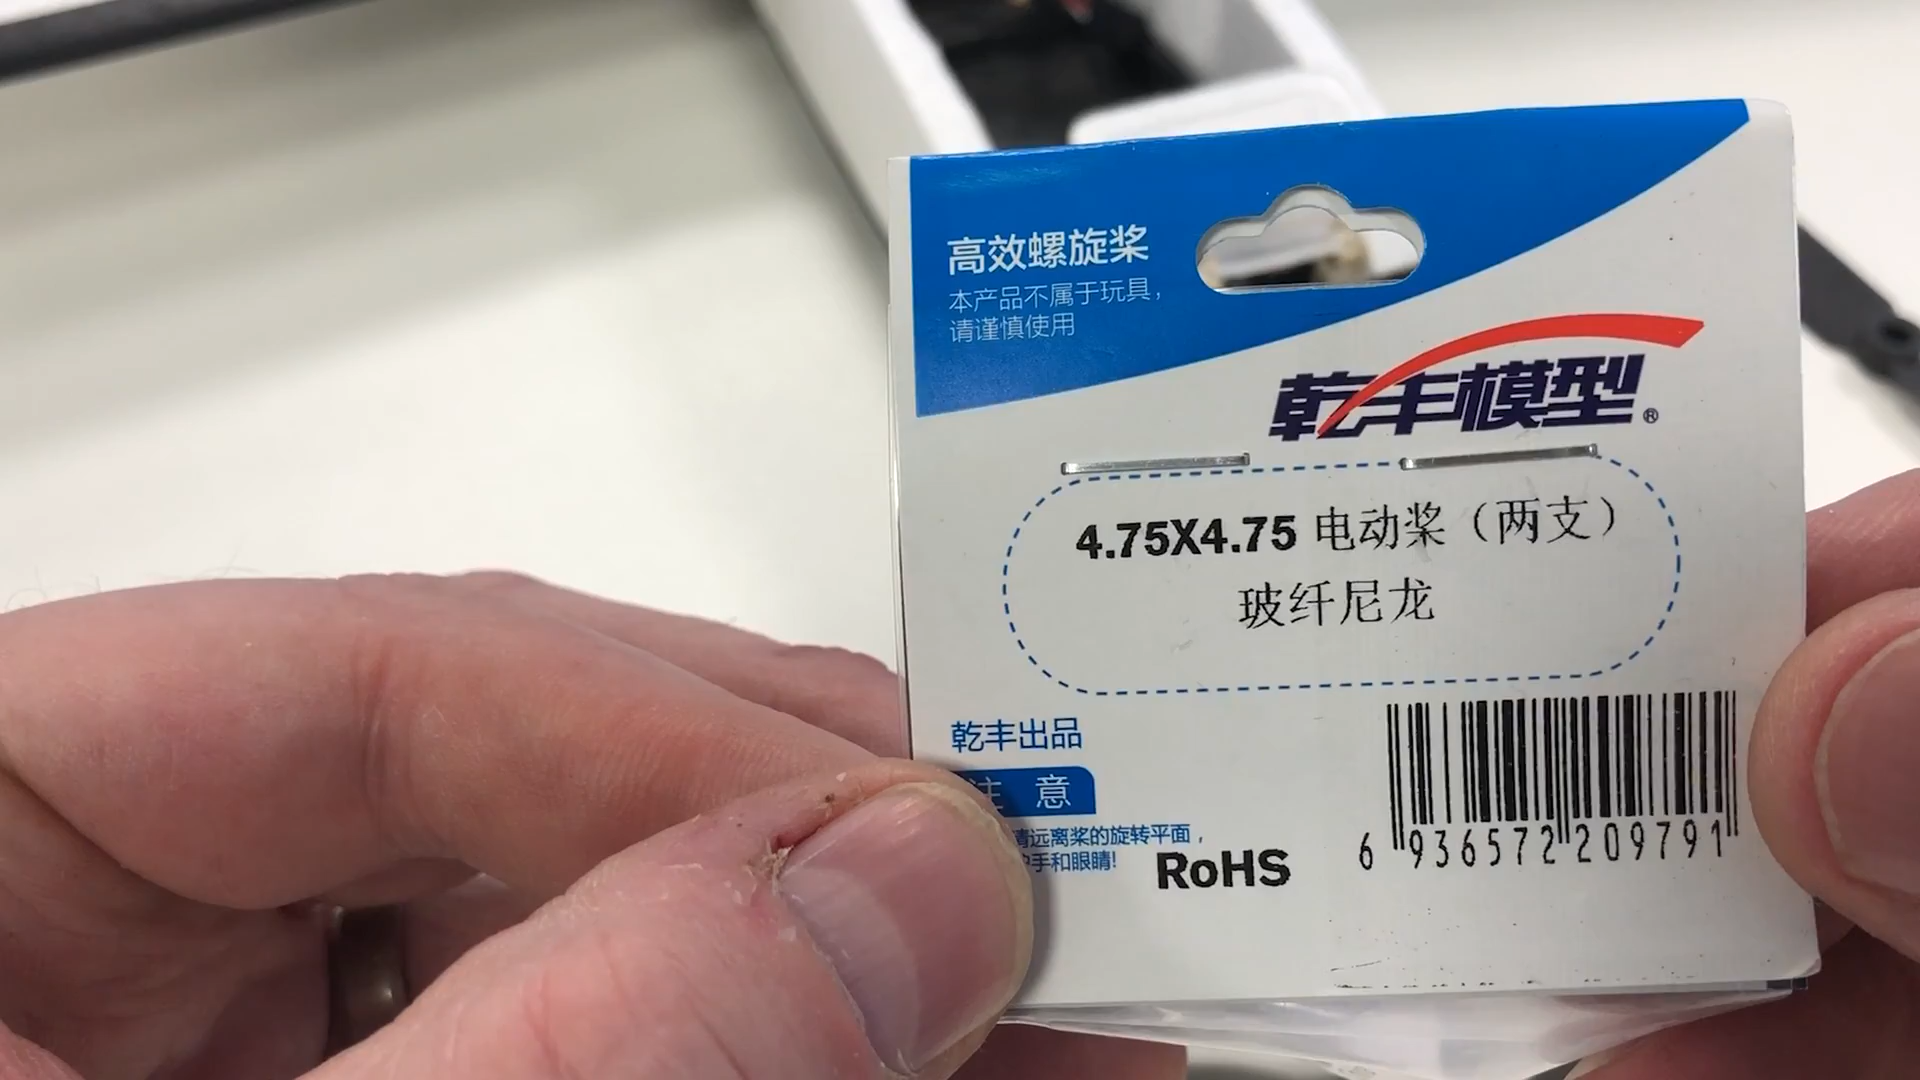 高效螺旋桨
本产品不属于玩具，
请谨慎使用
乾丰模型®
4.75X4.75 电动桨（两支）
玻纤尼龙
乾丰出品
注 意
请远离桨的旋转平面，
手和眼睛!
RoHS
6 936572 209791